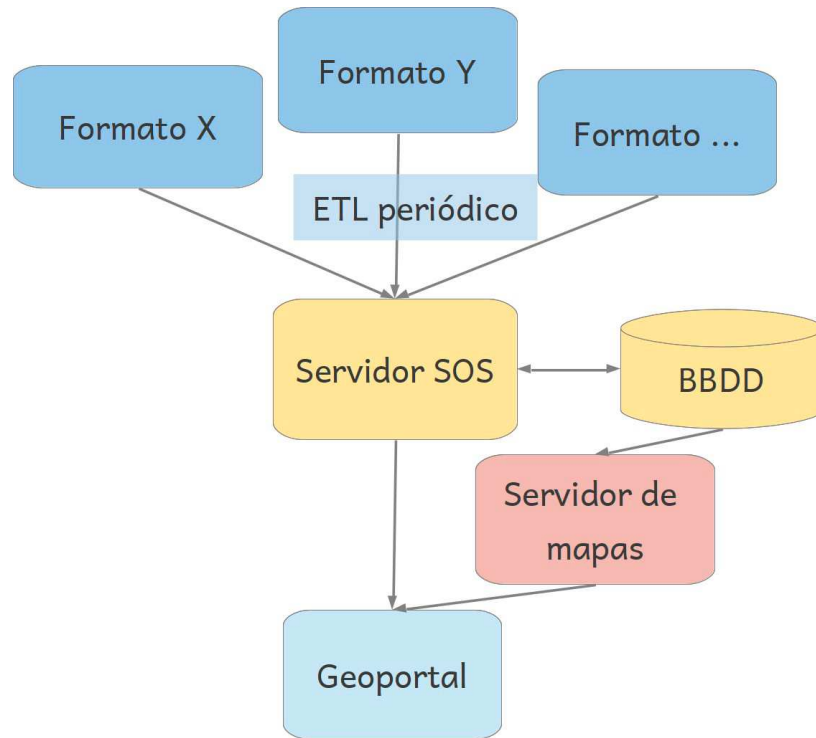 Formato X
Formato Y
Formato ...
ETL periódico
Servidor SOS
BBDD
Servidor de
mapas
Geoportal